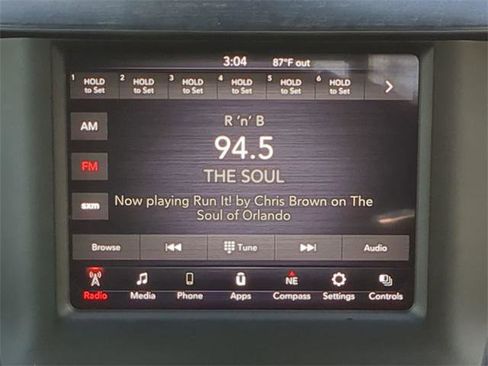 3:04 87°F out
1 HOLD to Set 2 HOLD to Set 3 HOLD to Set 4 HOLD to Set 5 HOLD to Set 6 HOLD to Set
AM
R 'n' B
94.5
FM
THE SOUL
sxm
Now playing Run It! by Chris Brown on The
Soul of Orlando
Browse Tune Audio
NE
Radio Media Phone Apps Compass Settings Controls